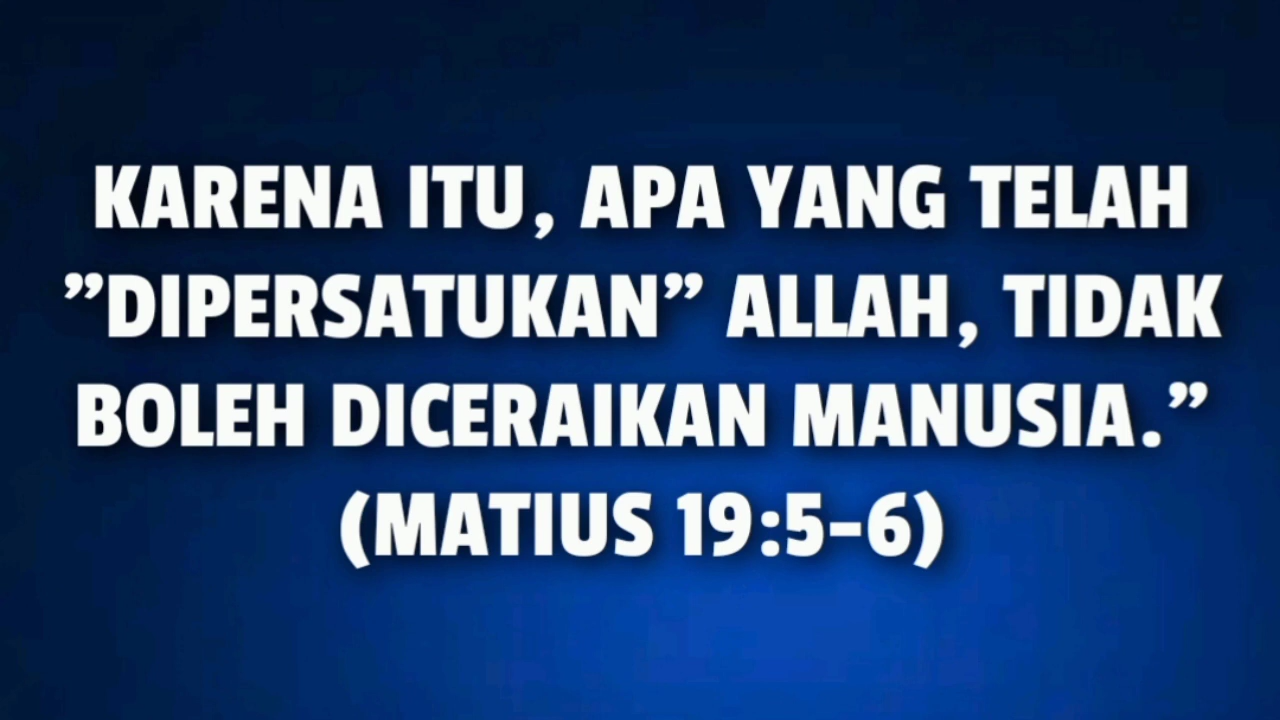 KARENA ITU, APA YANG TELAH
”DIPERSATUKAN” ALLAH, TIDAK
BOLEH DICERAIKAN MANUSIA.”
(MATIUS 19:5-6)